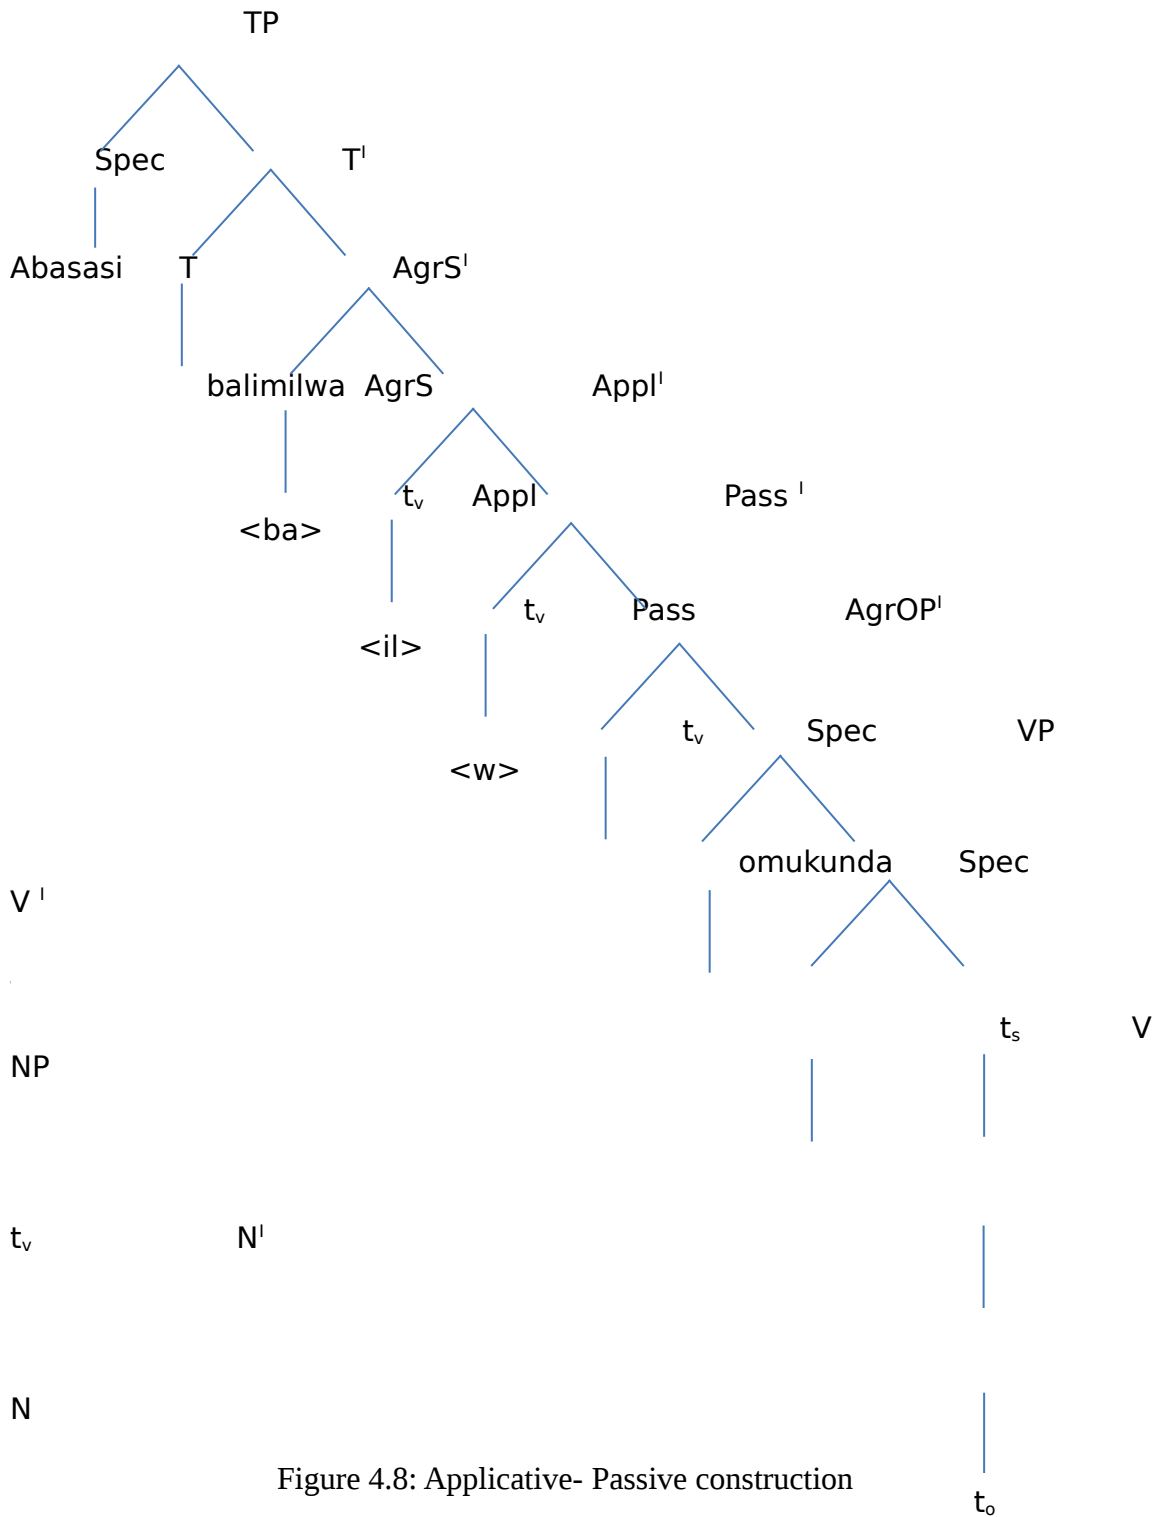 TP
Spec Tˡ
Abasasi T AgrSˡ
balimilwa AgrS Applˡ
tᵥ Appl Pass ˡ
<ba>
tᵥ Pass AgrOPˡ
<il>
tᵥ Spec VP
<w>
omukunda Spec
V ˡ
tₛ V
NP
tᵥ Nˡ
N
Figure 4.8: Applicative- Passive construction
tₒ